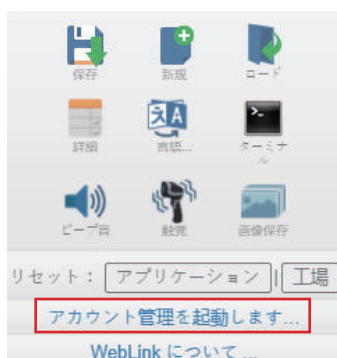 保存 新規 ロード
詳細 言語... ターミナ
ル
ビープ音 触覚 画像保存
リセット： アプリケーション | 工場
アカウント管理を起動します...
WebLink について ...